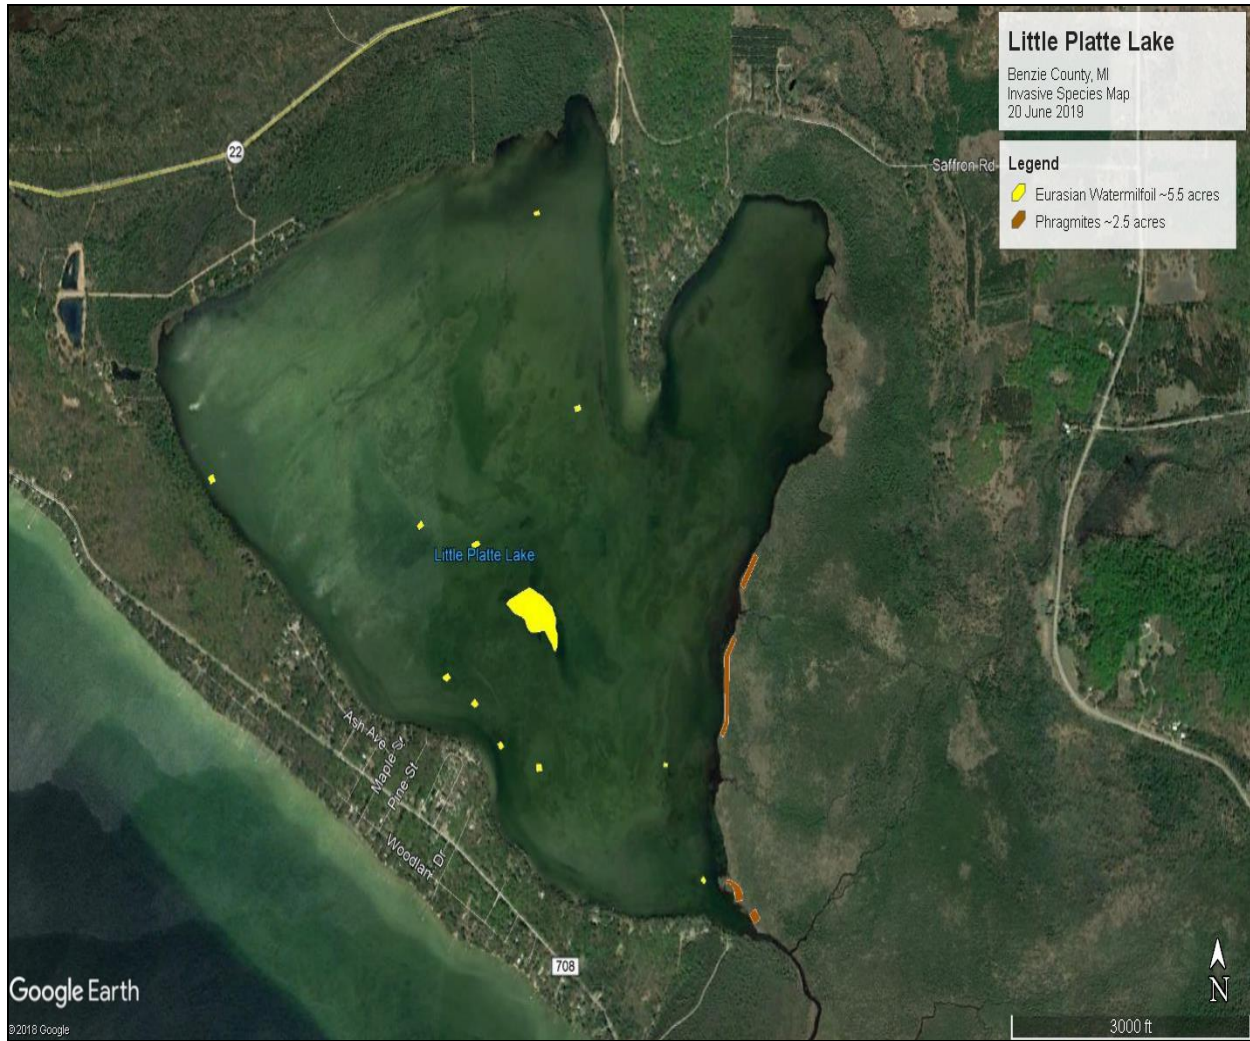 Little Platte Lake
Benzie County, MI
Invasive Species Map
20 June 2019
22
Saffron Rd
Legend
Eurasian Watermilfoil ~5.5 acres
Phragmites ~2.5 acres
Little Platte Lake
Ash Ave
Maple St
Pine St
Woodlan Dr
708
Google Earth
©2018 Google
N
3000 ft